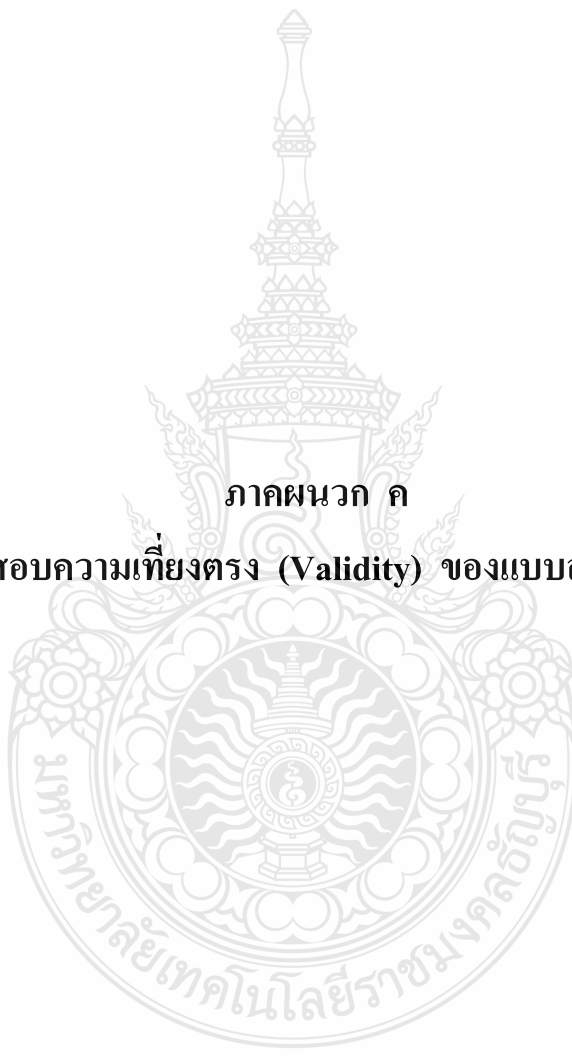 ภาคผนวก ค
สอบความเที่ยงตรง (Validity) ของแบบส
มหาวิทยาลัยเทคโนโลยีราชมงคลธัญบุรี